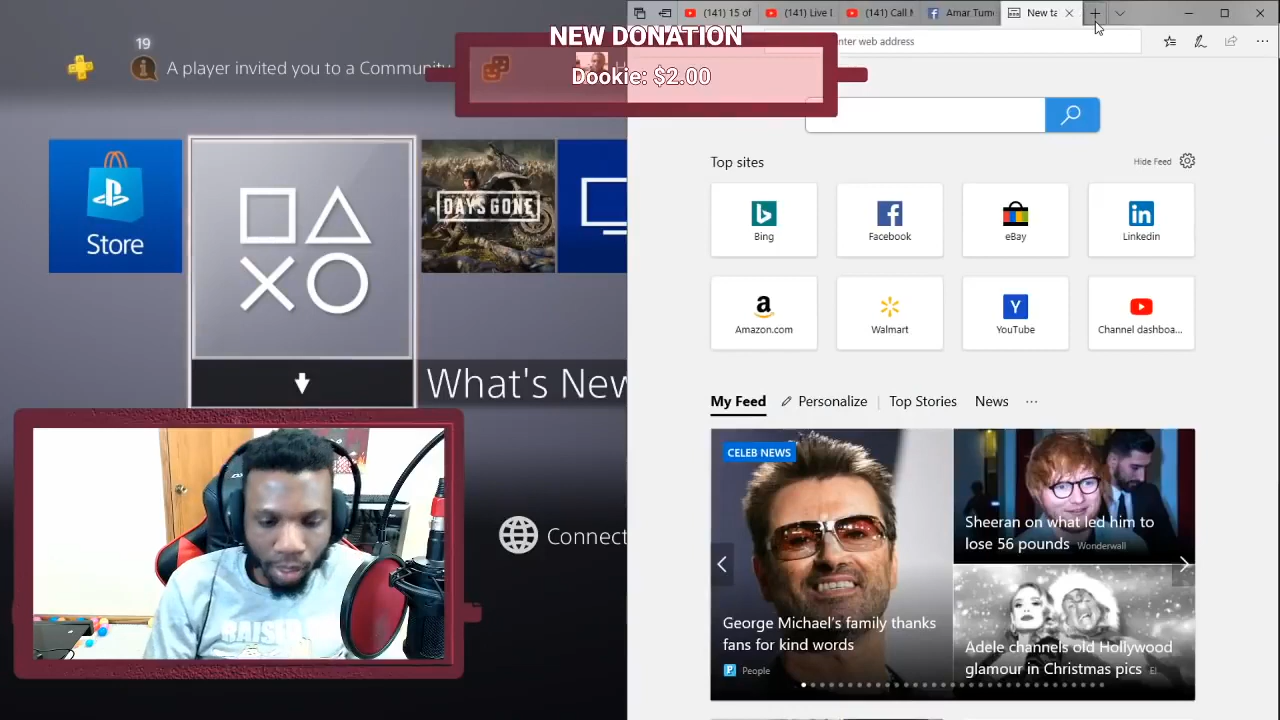 (141) 15 of
(141) Live
(141) Call
Amar Tum
New ta
NEW DONATION
Dookie: $2.00
19
A player invited you to a Community
enter web address
Top sites
Hide Feed
Store
DAYS GONE
Bing
Facebook
eBay
Linkedin
Amazon.com
Walmart
YouTube
Channel dashboa...
What's New
My Feed
Personalize
Top Stories
News
CELEB NEWS
George Michael's family thanks
fans for kind words
People
Sheeran on what led him to
lose 56 pounds
Wonderwall
Adele channels old Hollywood
glamour in Christmas pics
E!
Connect